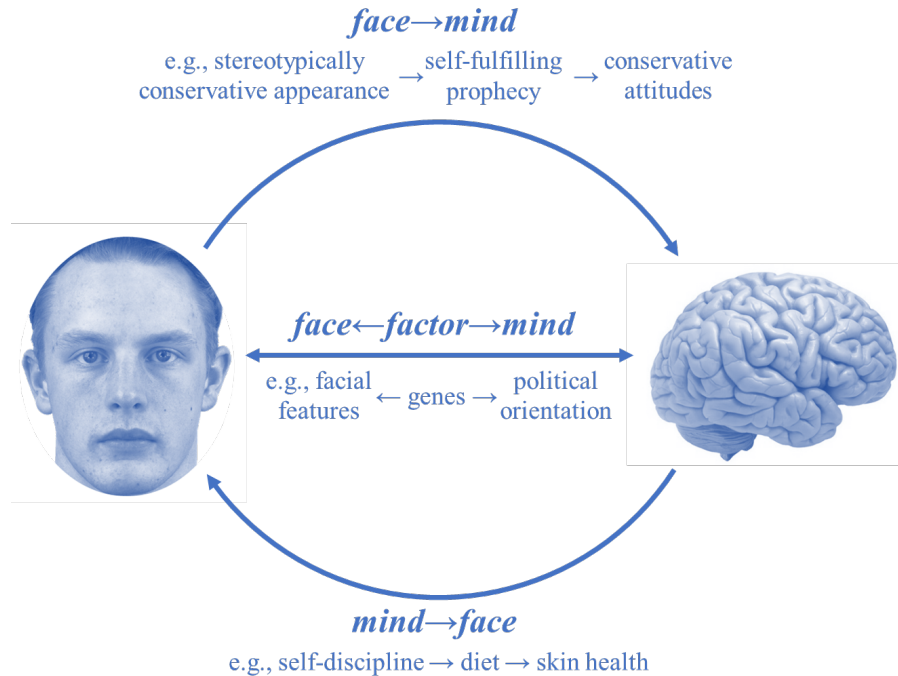 face→mind
e.g., stereotypically conservative appearance → self-fulfilling prophecy → conservative attitudes
face←factor→mind
e.g., facial features ← genes → political orientation
mind→face
e.g., self-discipline → diet → skin health